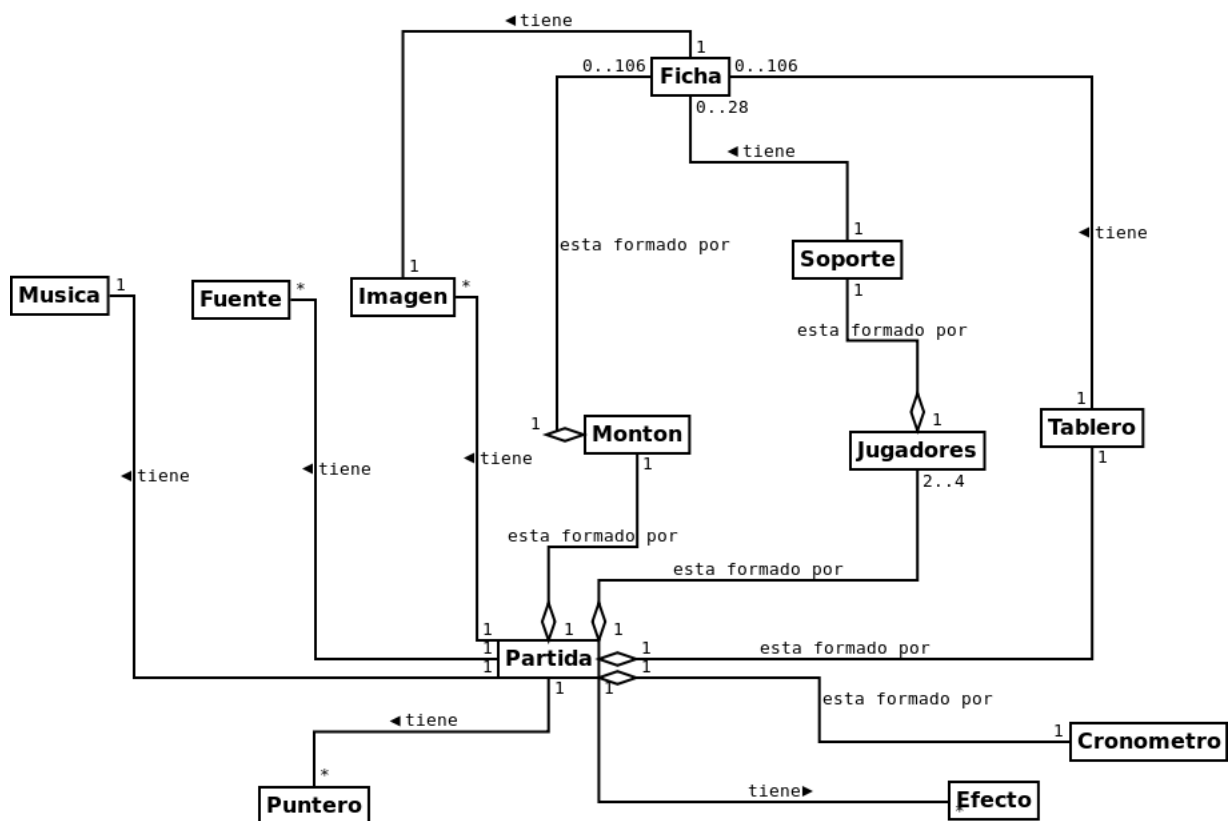 ◄tiene
1
0..106
Ficha
0..106
0..28
◄tiene
1
esta formado por
◄tiene
Soporte
1
1
Musica
1
Fuente
*
Imagen
*
esta formado por
1
1
1
Monton
1
Jugadores
2..4
Tablero
1
◄tiene
◄tiene
◄tiene
esta formado por
esta formado por
1
1
1
1
1
1
Partida
1
esta formado por
1
1
1
esta formado por
◄tiene
1
Cronometro
*
Puntero
tiene►
Efecto
*